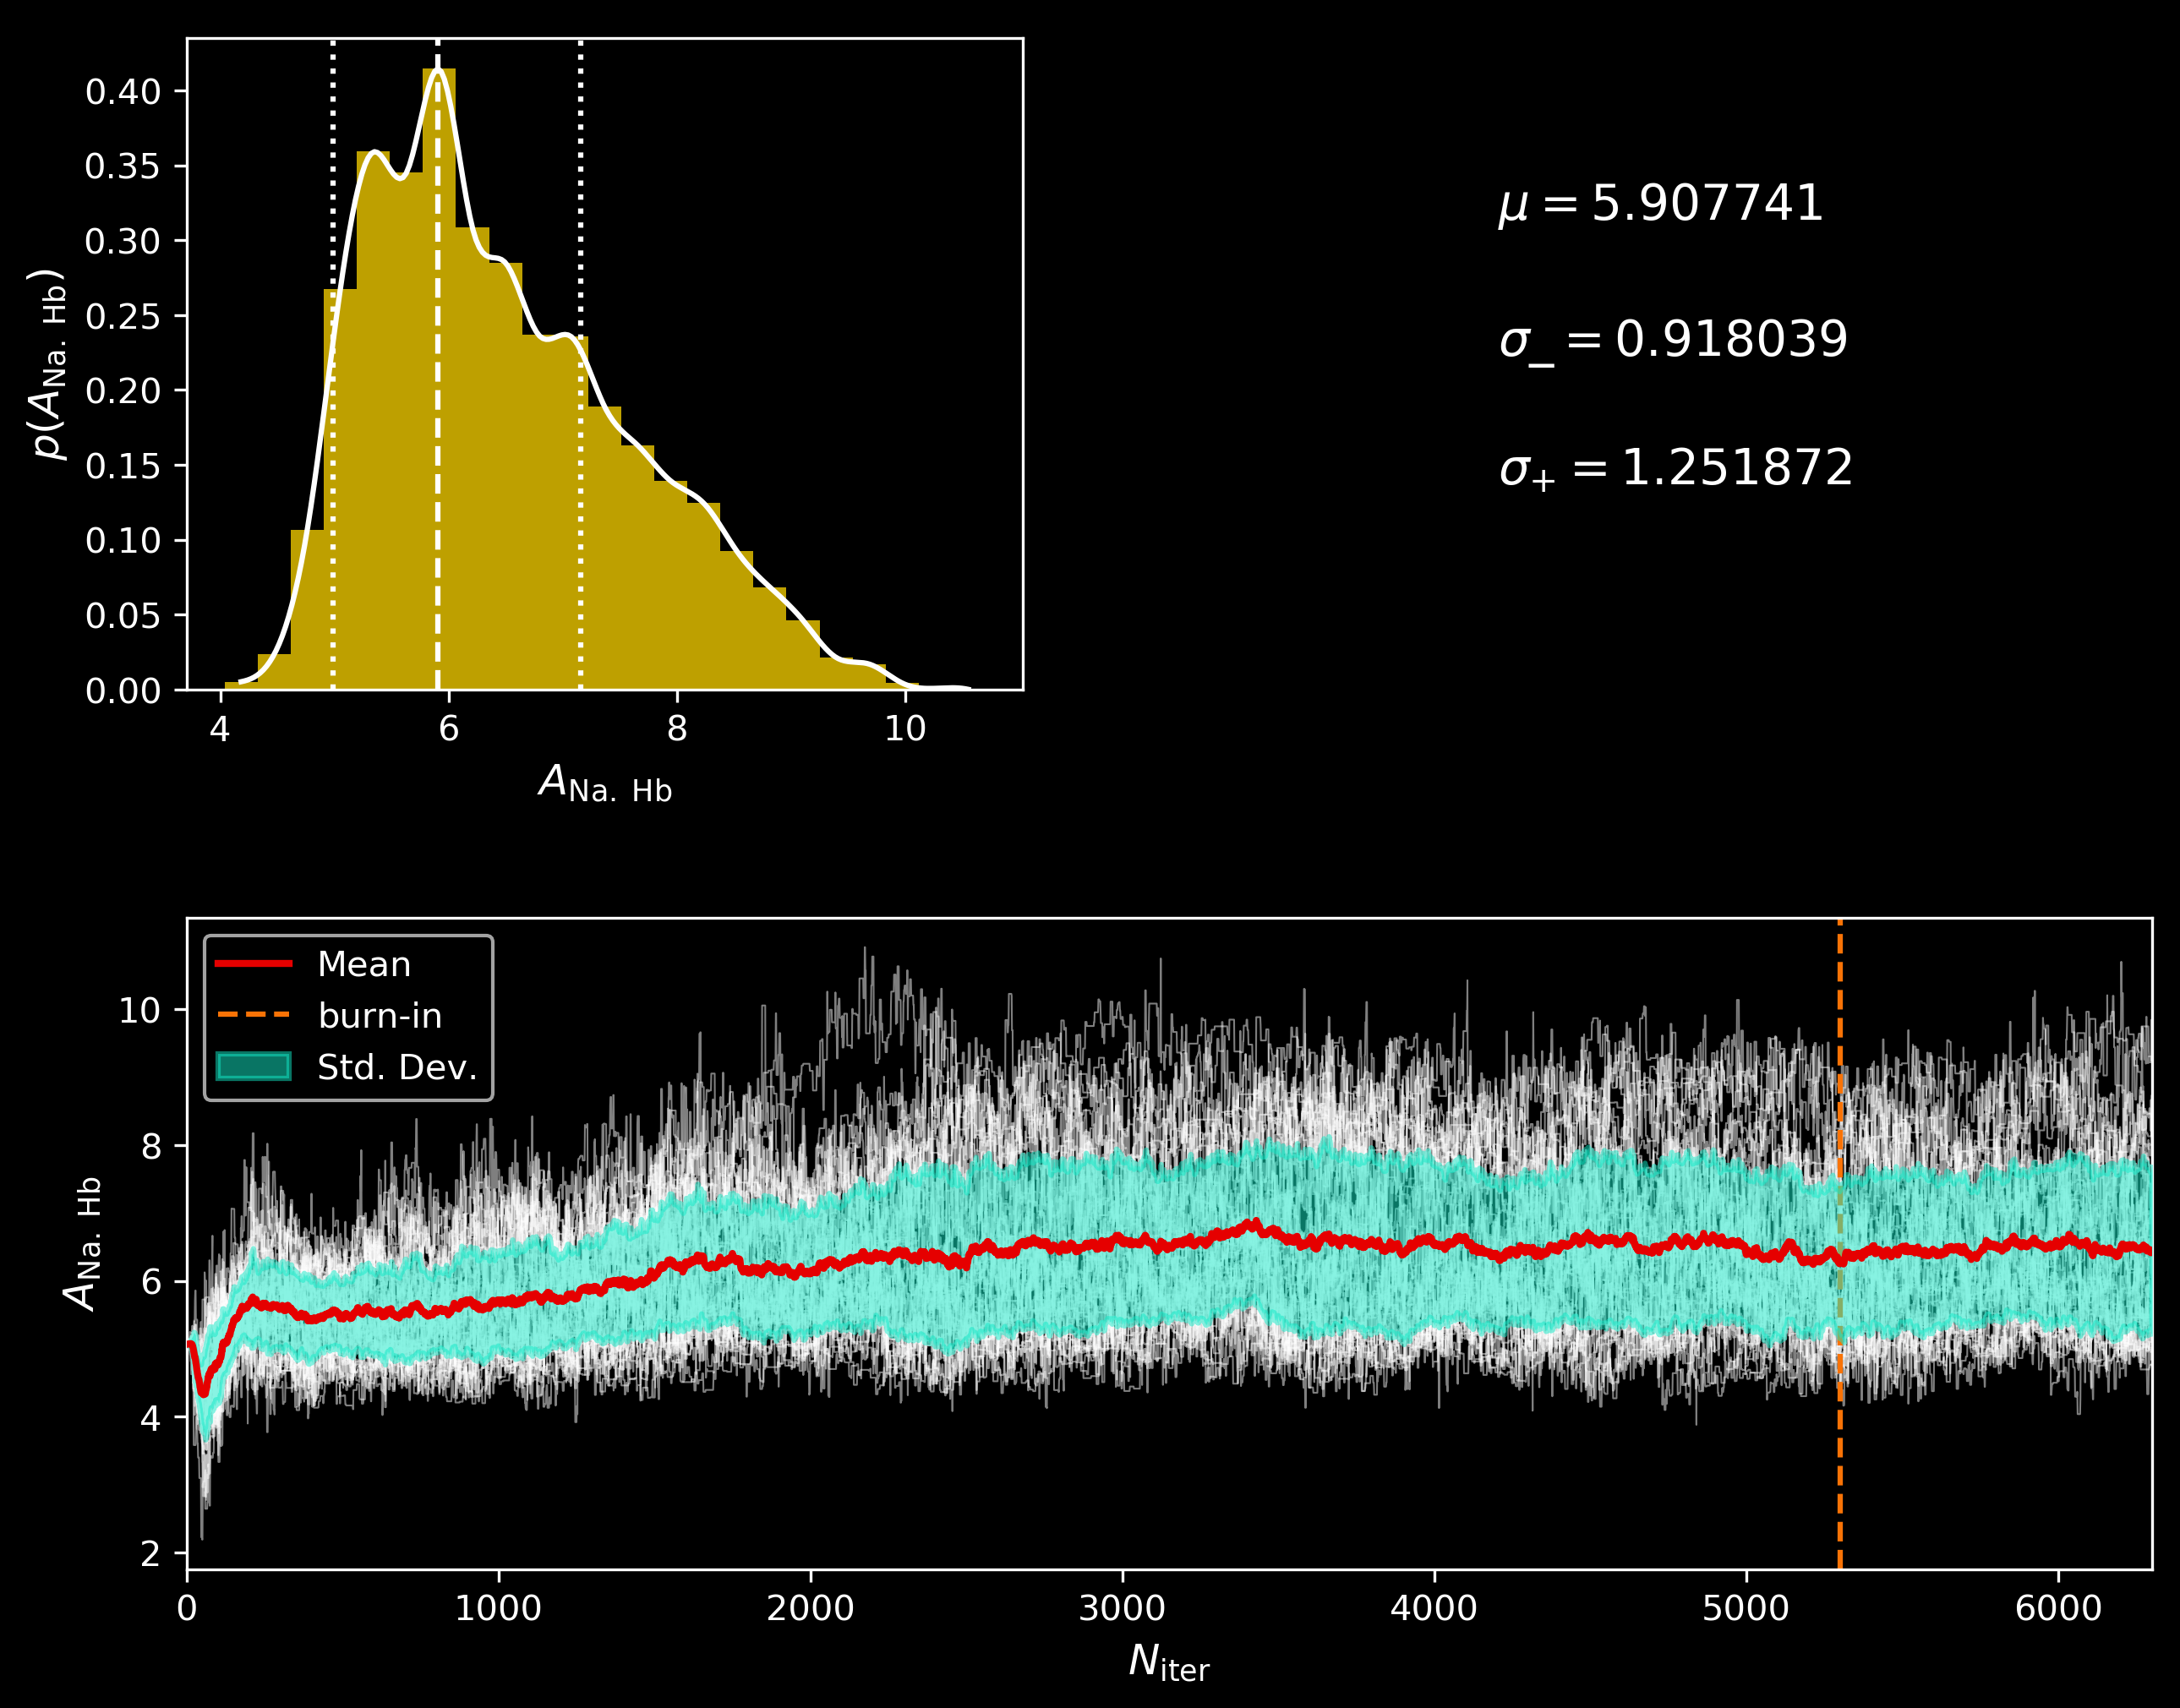 0.40
0.35
0.30
0.25
0.20
0.15
0.10
0.05
0.00
p(A_Na. Hb)
4 6 8 10
A_Na. Hb
μ = 5.907741
σ_− = 0.918039
σ_+ = 1.251872
Mean
burn-in
Std. Dev.
10
8
6
4
2
A_Na. Hb
0 1000 2000 3000 4000 5000 6000
N_iter